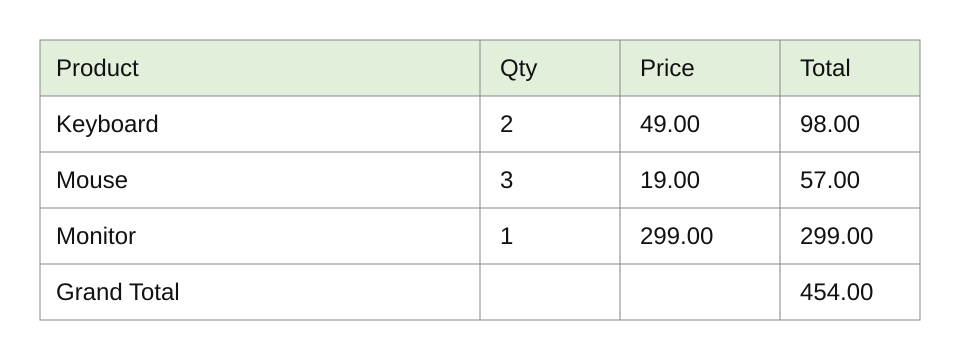 Product Qty Price Total
Keyboard 2 49.00 98.00
Mouse 3 19.00 57.00
Monitor 1 299.00 299.00
Grand Total 454.00